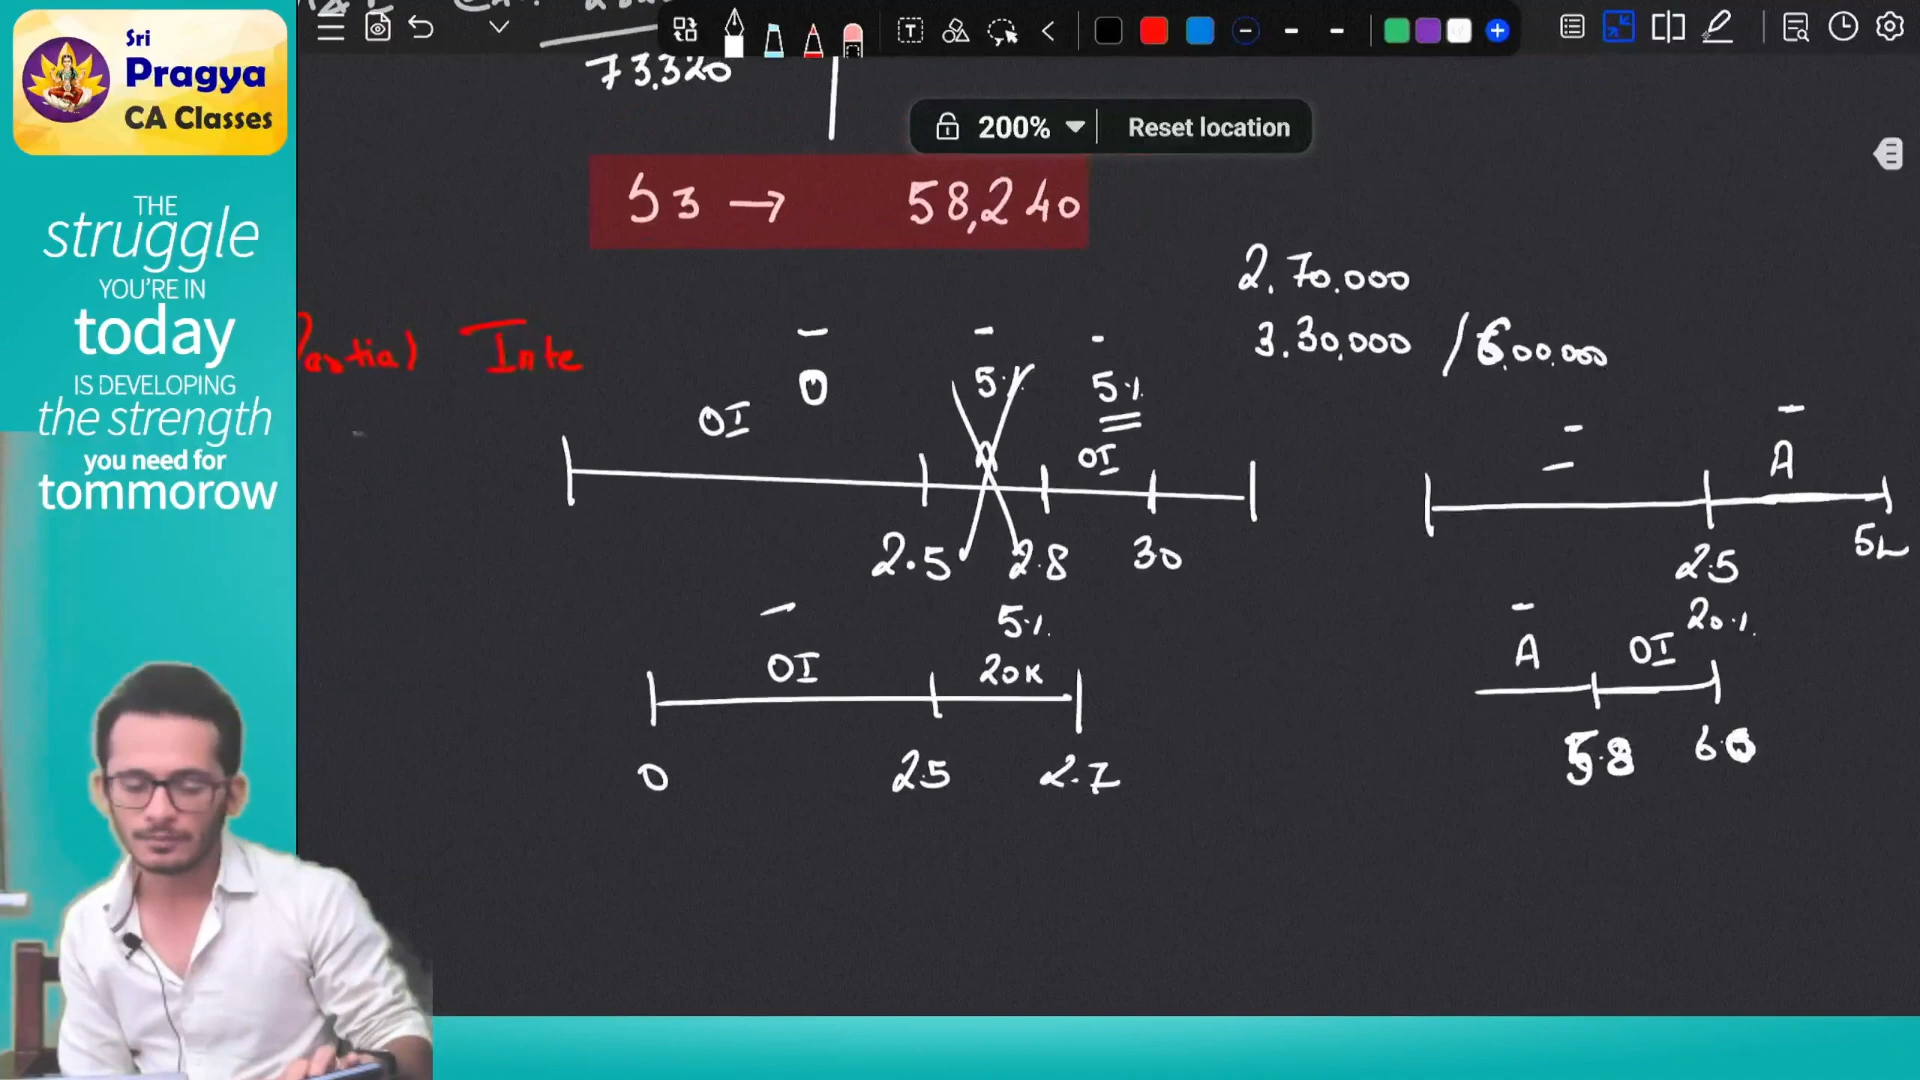 Sri
Pragya
CA Classes
THE
struggle
YOU'RE IN
today
IS DEVELOPING
the strength
you need for
tommorow
200%
Reset location
73,320
53 → 58,240
2,70,000
3,30,000 / 6,00,000
Partial Inte
OI 0 5% 5%
A OI
2.5 2.8 30
A
2.5 5L
OI 5% 20K
0 2.5 2.7
A OI 20%
5.8 6.0